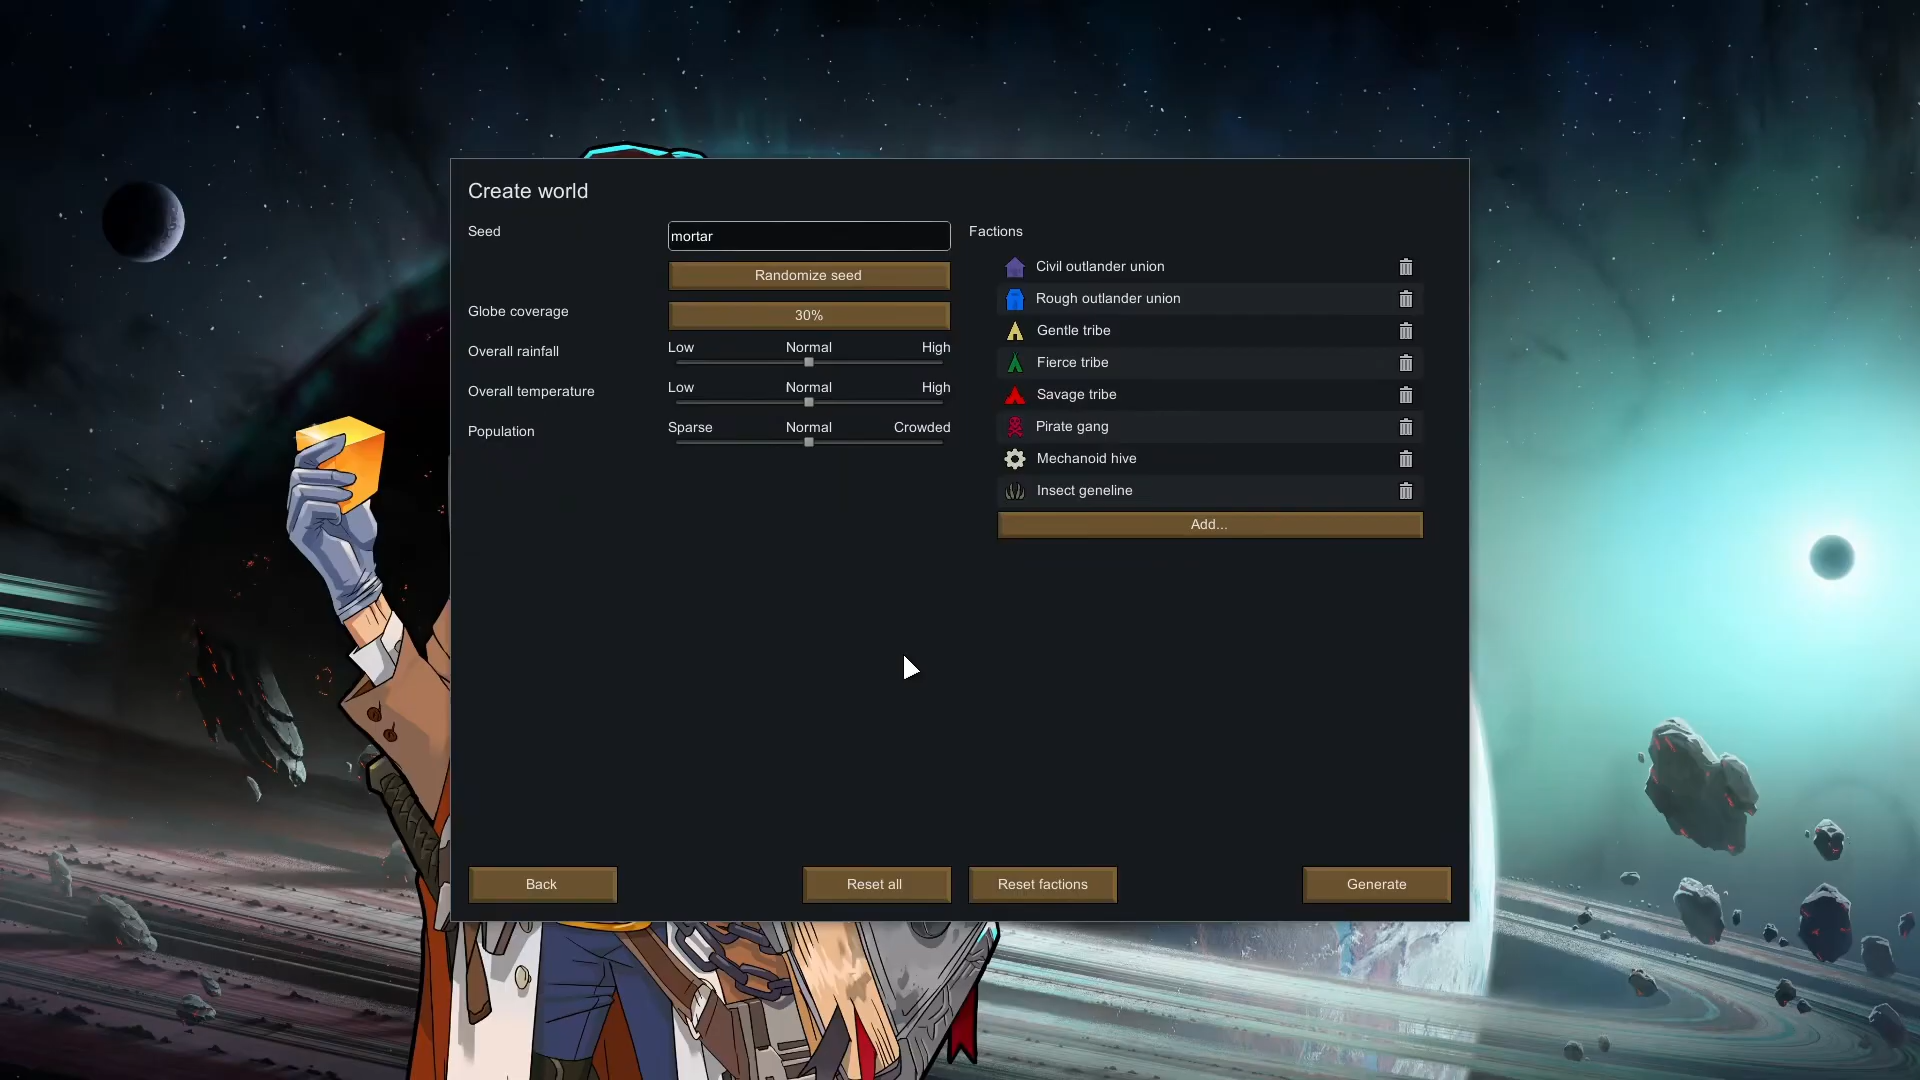 Create world
Seed
mortar
Randomize seed
Globe coverage
30%
Overall rainfall
Low Normal High
Overall temperature
Low Normal High
Population
Sparse Normal Crowded
Factions
Civil outlander union
Rough outlander union
Gentle tribe
Fierce tribe
Savage tribe
Pirate gang
Mechanoid hive
Insect geneline
Add...
Back
Reset all
Reset factions
Generate